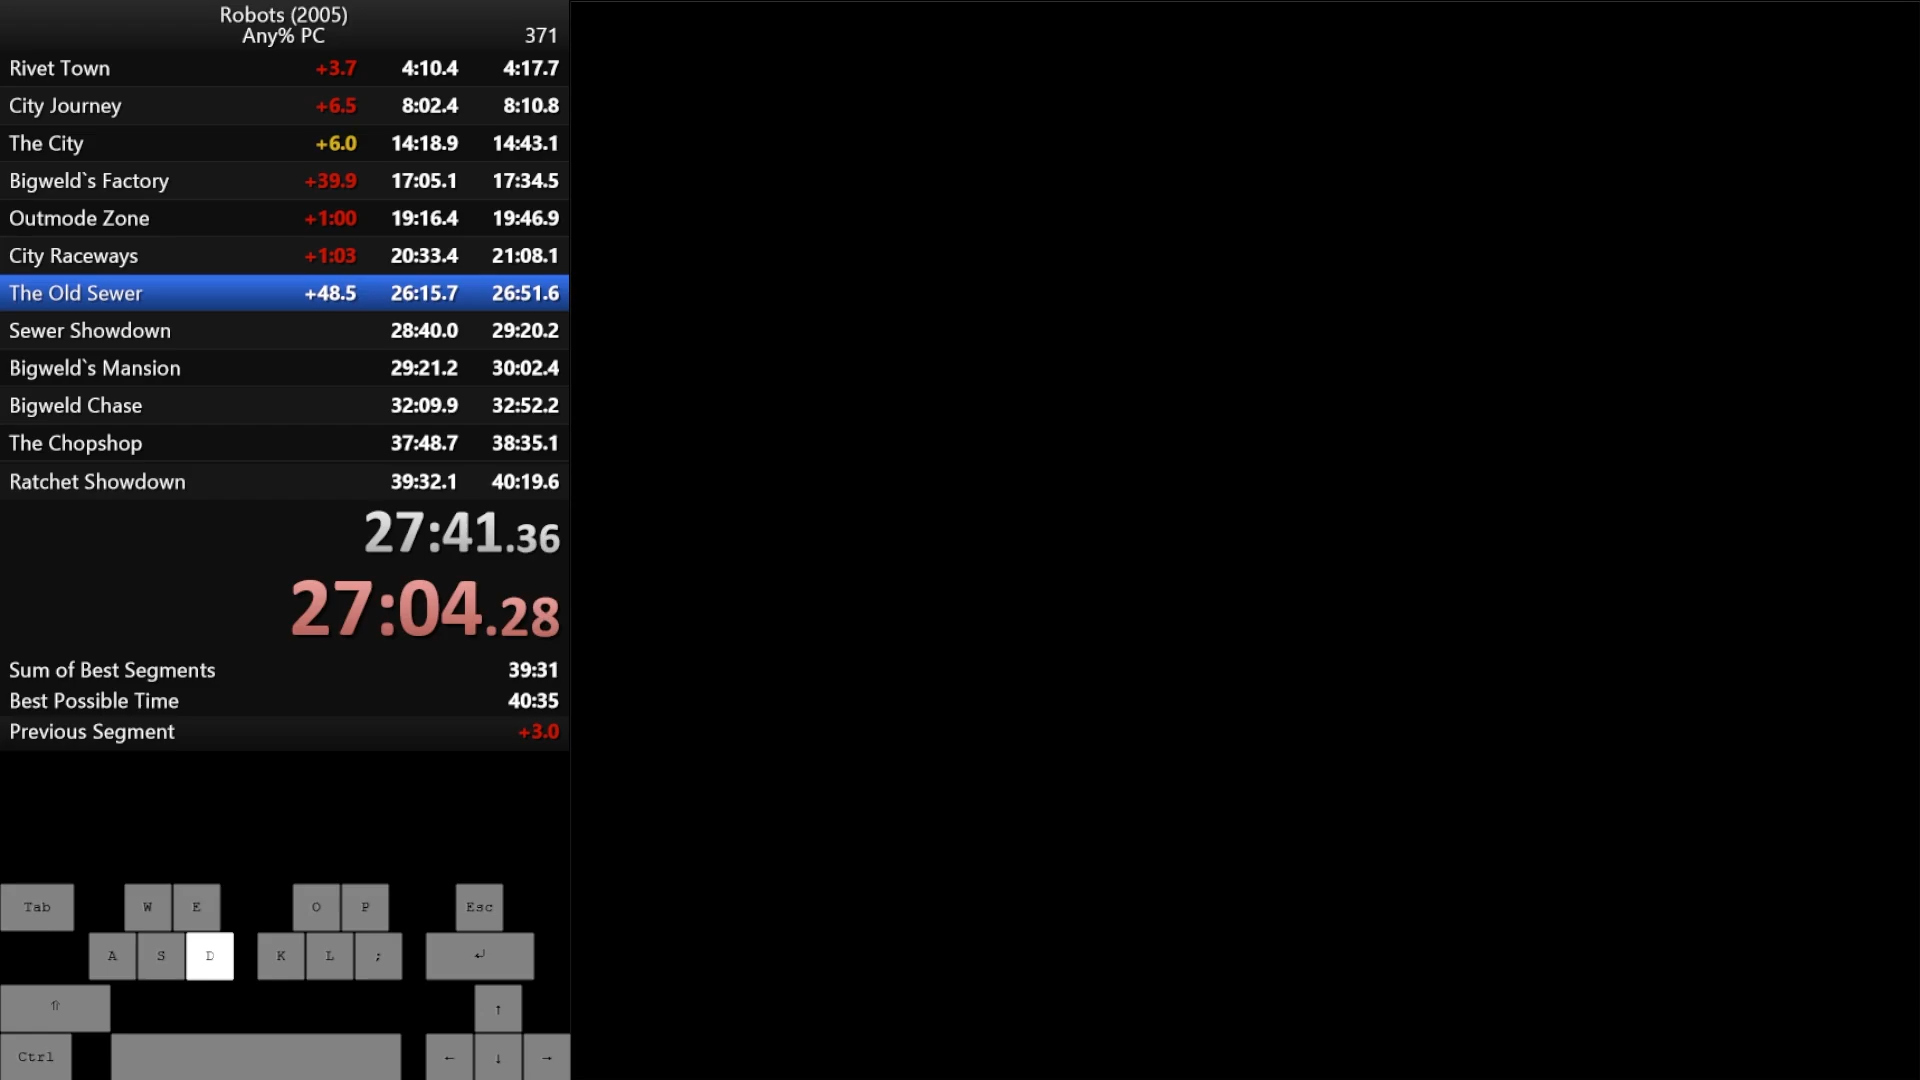 Robots (2005)
Any% PC 371
Rivet Town +3.7 4:10.4 4:17.7
City Journey +6.5 8:02.4 8:10.8
The City +6.0 14:18.9 14:43.1
Bigweld`s Factory +39.9 17:05.1 17:34.5
Outmode Zone +1:00 19:16.4 19:46.9
City Raceways +1:03 20:33.4 21:08.1
The Old Sewer +48.5 26:15.7 26:51.6
Sewer Showdown 28:40.0 29:20.2
Bigweld`s Mansion 29:21.2 30:02.4
Bigweld Chase 32:09.9 32:52.2
The Chopshop 37:48.7 38:35.1
Ratchet Showdown 39:32.1 40:19.6
27:41.36
27:04.28
Sum of Best Segments 39:31
Best Possible Time 40:35
Previous Segment +3.0
Tab W E O P Esc
A S D K L ; ↵
⇧ ↑
Ctrl ← ↓ →